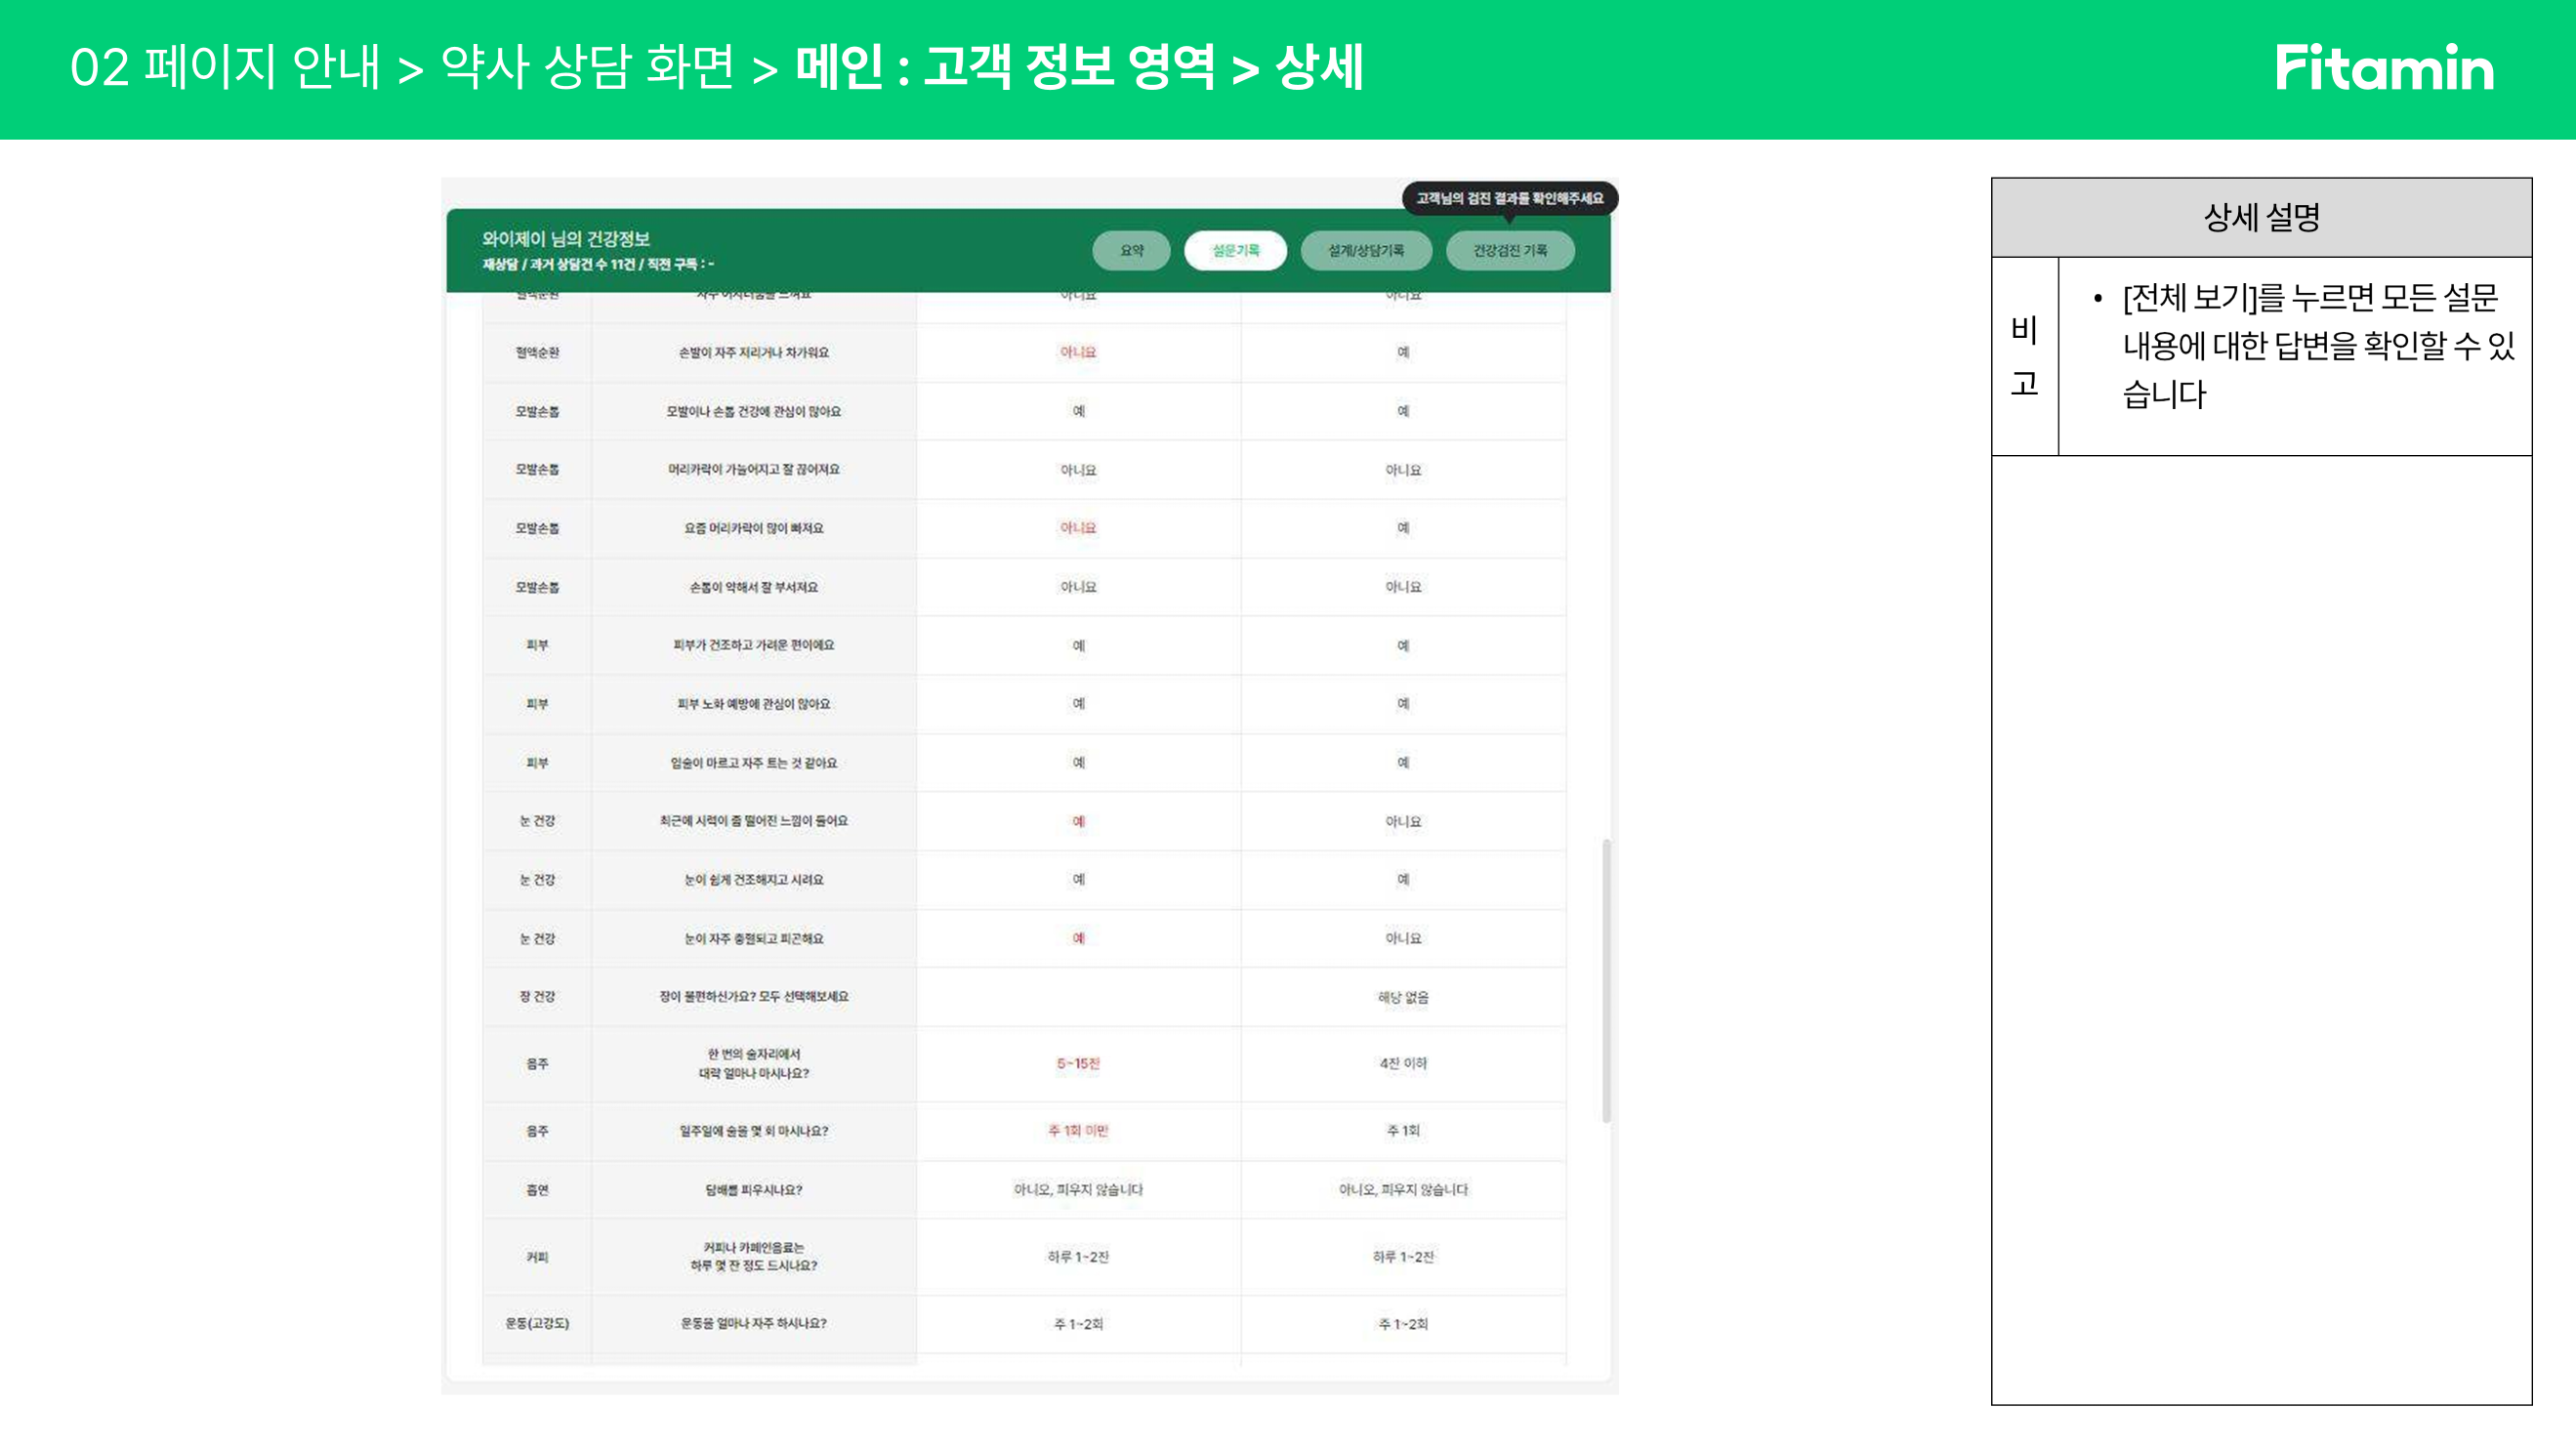 02 페이지 안내 > 약사 상담 화면 > 메인 : 고객 정보 영역 > 상세
Fitamin
고객님의 검진 결과를 확인해주세요
와이제이 님의 건강정보
재상담 / 과거 상담건 수 11건 / 직전 구독 : -
요약
설문기록
설계/상담기록
건강검진 기록
혈액순환 자주 어지러움을 느껴요 아니요 아니요
혈액순환 손발이 자주 저리거나 차가워요 아니요 예
모발손톱 모발이나 손톱 건강에 관심이 많아요 예 예
모발손톱 머리카락이 가늘어지고 잘 끊어져요 아니요 아니요
모발손톱 요즘 머리카락이 많이 빠져요 아니요 예
모발손톱 손톱이 약해서 잘 부서져요 아니요 아니요
피부 피부가 건조하고 가려운 편이에요 예 예
피부 피부 노화 예방에 관심이 많아요 예 예
피부 입술이 마르고 자주 트는 것 같아요 예 예
눈 건강 최근에 시력이 좀 떨어진 느낌이 들어요 예 아니요
눈 건강 눈이 쉽게 건조해지고 시려요 예 예
눈 건강 눈이 자주 충혈되고 피곤해요 예 아니요
장 건강 장이 불편하신가요? 모두 선택해보세요 해당 없음
음주 한 번의 술자리에서
대략 얼마나 마시나요? 5~15잔 4잔 이하
음주 일주일에 술을 몇 회 마시나요? 주 1회 미만 주 1회
흡연 담배를 피우시나요? 아니오, 피우지 않습니다 아니오, 피우지 않습니다
커피 커피나 카페인음료는
하루 몇 잔 정도 드시나요? 하루 1~2잔 하루 1~2잔
운동(고강도) 운동을 얼마나 자주 하시나요? 주 1~2회 주 1~2회
상세 설명
비
고
• [전체 보기]를 누르면 모든 설문
내용에 대한 답변을 확인할 수 있
습니다